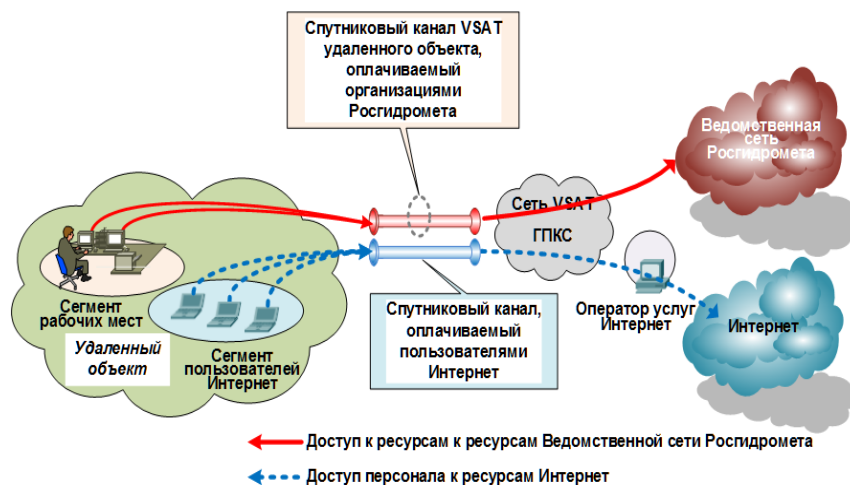 Спутниковый канал VSAT
удаленного объекта,
оплачиваемый
организациями
Росгидромета
Ведомственная
сеть
Росгидромета
Сеть VSAT
ГПКС
Сегмент
рабочих мест
Удаленный
объект
Сегмент
пользователей
Интернет
Спутниковый канал,
оплачиваемый
пользователями
Интернет
Оператор услуг
Интернет
Интернет
Доступ к ресурсам к ресурсам Ведомственной сети Росгидромета
Доступ персонала к ресурсам Интернет